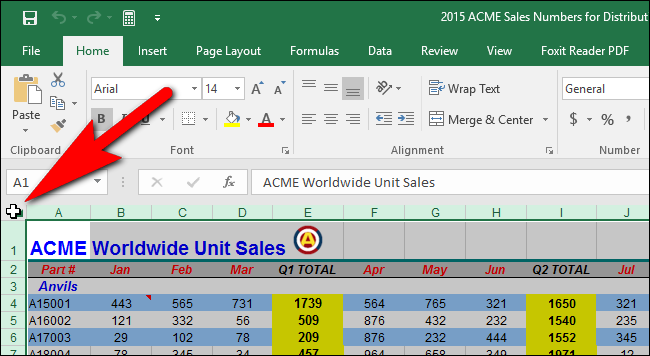 2015 ACME Sales Numbers for Distribut
File Home Insert Page Layout Formulas Data Review View Foxit Reader PDF
Paste
Arial 14 A A
Wrap Text
General
B I U A
Merge & Center
$ %
Clipboard Font Alignment Number
A1 fx ACME Worldwide Unit Sales
A B C D E F G H I J
1 ACME Worldwide Unit Sales A
2 Part # Jan Feb Mar Q1 TOTAL Apr May Jun Q2 TOTAL Jul
3 Anvils
4 A15001 443 565 731 1739 564 765 321 1650 321
5 A16002 121 332 56 509 876 432 232 1540 235
6 A17003 29 102 78 209 876 232 444 1552 345
7 A18004 78 345 34 457 964 658 349 1971 12